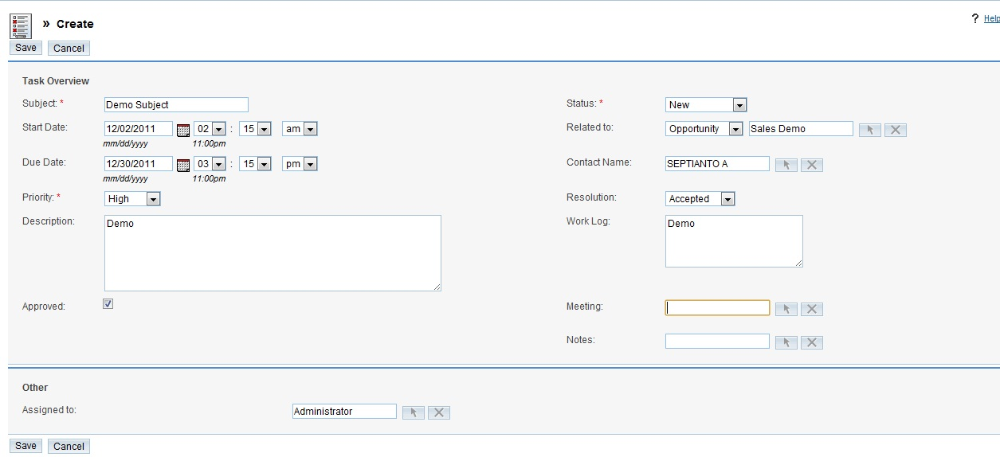 » Create
? Help
Save Cancel
Task Overview
Subject: * Demo Subject
Status: * New
Start Date: 12/02/2011 02 : 15 am
Related to: Opportunity Sales Demo
mm/dd/yyyy 11:00pm
Due Date: 12/30/2011 03 : 15 pm
Contact Name: SEPTIANTO A
mm/dd/yyyy 11:00pm
Priority: * High
Resolution: Accepted
Description: Demo
Work Log: Demo
Approved:
Meeting:
Notes:
Other
Assigned to: Administrator
Save Cancel